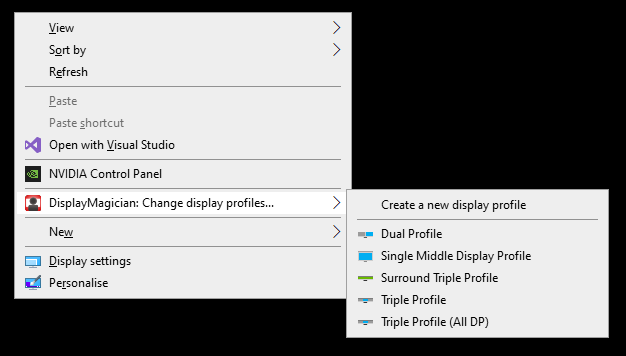 View
Sort by
Refresh
Paste
Paste shortcut
Open with Visual Studio
NVIDIA Control Panel
DisplayMagician: Change display profiles...
New
Display settings
Personalise
Create a new display profile
Dual Profile
Single Middle Display Profile
Surround Triple Profile
Triple Profile
Triple Profile (All DP)